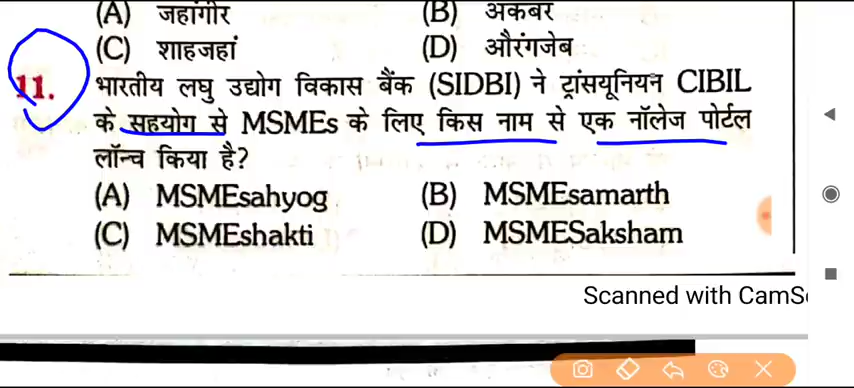 (A) जहांगीर (B) अकबर
(C) शाहजहां (D) औरंगजेब
11. भारतीय लघु उद्योग विकास बैंक (SIDBI) ने ट्रांसयूनियन CIBIL
के सहयोग से MSMEs के लिए किस नाम से एक नॉलेज पोर्टल
लॉन्च किया है?
(A) MSMEsahyog (B) MSMEsamarth
(C) MSMEshakti (D) MSMESaksham
Scanned with CamS